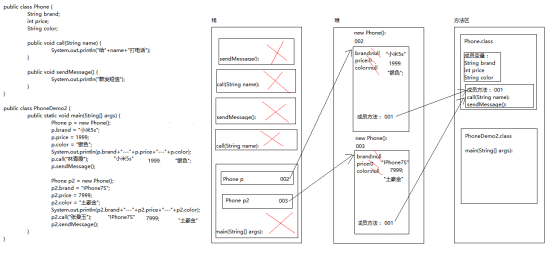 public class Phone {
String brand;
int price;
String color;
public void call(String name) {
System.out.println("给"+name+"打电话");
}
public void sendMessage() {
System.out.println("群发短信");
}
}
public class PhoneDemo2 {
public static void main(String[] args) {
Phone p = new Phone();
p.brand = "小米5s";
p.price = 1999;
p.color = "银色";
System.out.println(p.brand+"---"+p.price+"---"+p.color);
p.call("林青霞"); "小米5s" 1999 "银色";
p.sendMessage();
Phone p2 = new Phone();
p2.brand = "IPhone7S";
p2.price = 7999;
p2.color = "土豪金";
System.out.println(p2.brand+"---"+p2.price+"---"+p2.color);
p2.call("张曼玉"); "IPhone7S" 7999; "土豪金"
p2.sendMessage();
}
}
栈
sendMessage():
call(String name):
sendMessage():
call(String name):
Phone p 002
Phone p2 003
main(String[] args):
堆
new Phone():
002
brand:null "小米5s"
price:0 1999
color:null "银色";
成员方法：001
new Phone():
003
brand:null "IPhone7S"
price:0 7999;
color:null "土豪金"
成员方法：001
方法区
Phone.class
成员变量：
String brand
int price
String color
成员方法：001
call(String name):
sendMessage():
PhoneDemo2.class
main(String[] args):